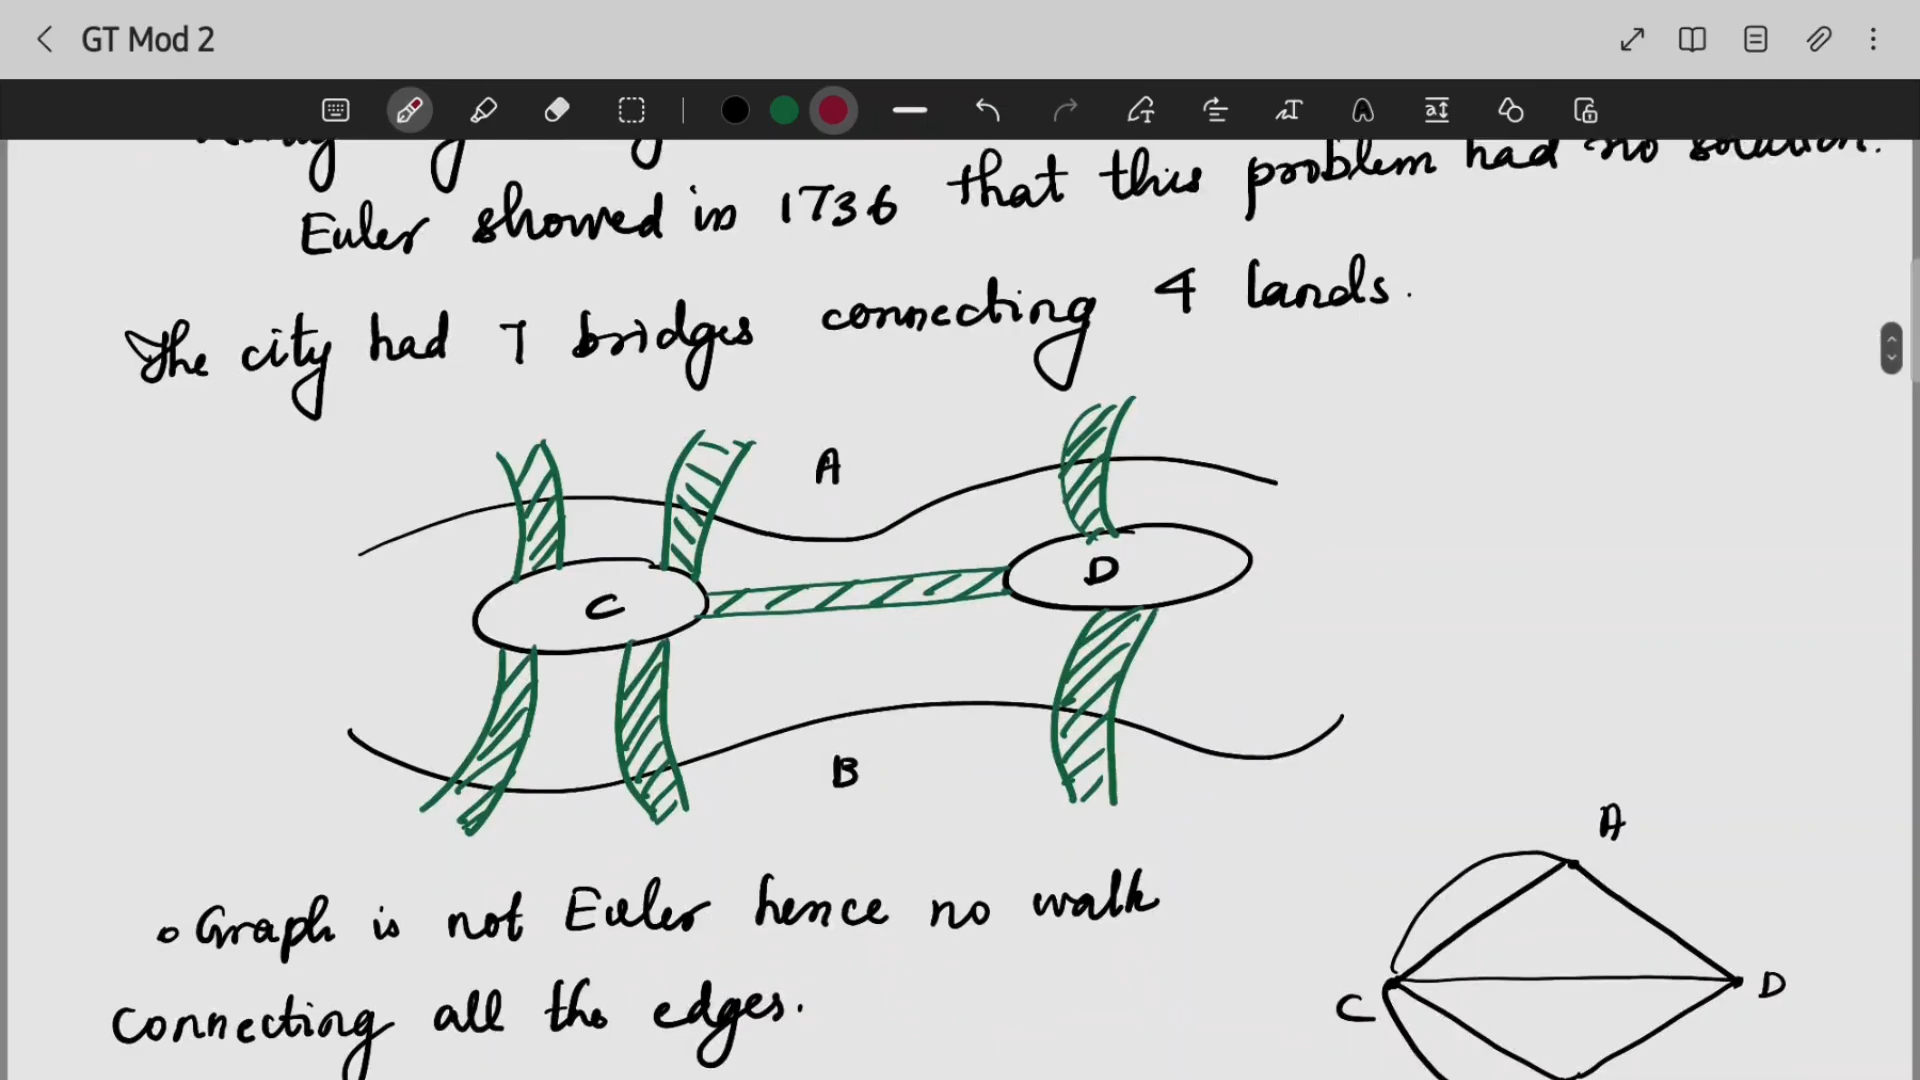 GT Mod 2
Euler showed in 1736 that this problem had no solution.
The city had 7 bridges connecting 4 lands.
A
D
C
B
A
• Graph is not Euler hence no walk
D
C
connecting all the edges.